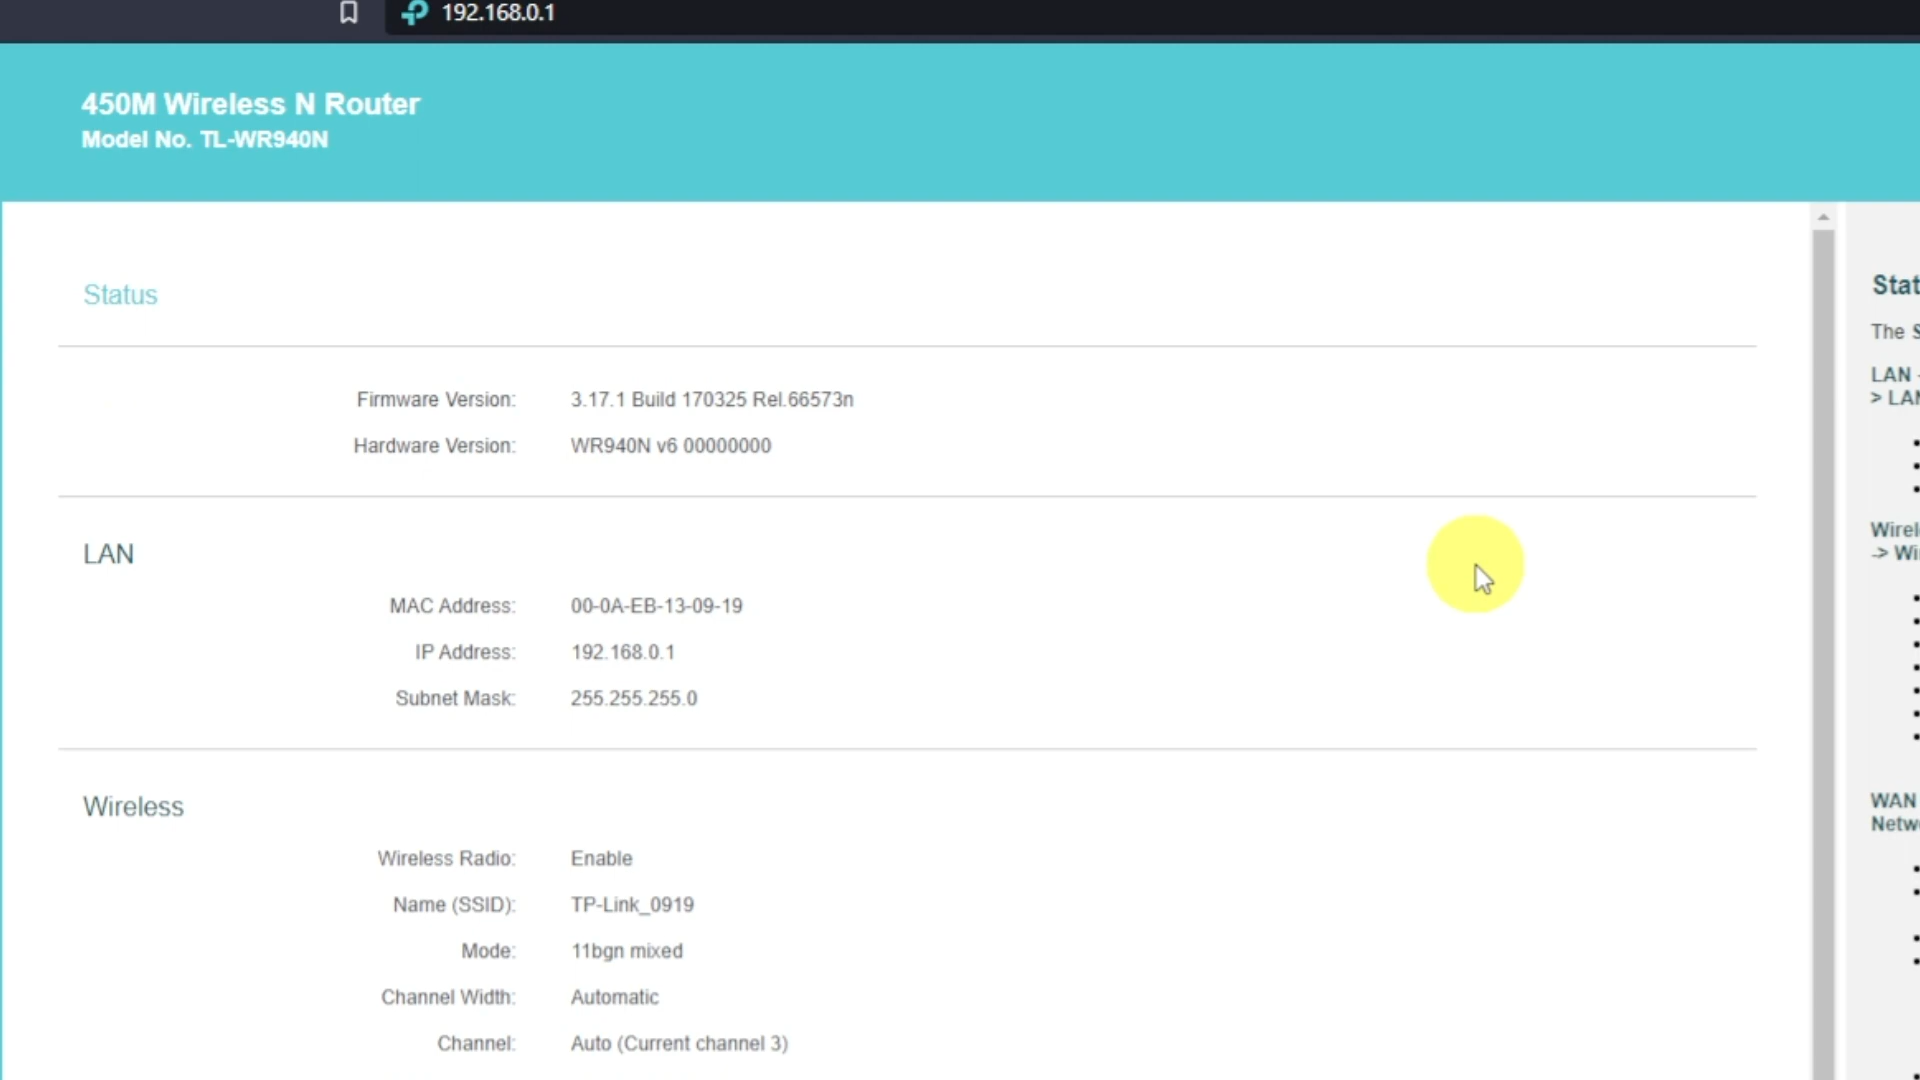 192.168.0.1
450M Wireless N Router
Model No. TL-WR940N
Status
Firmware Version: 3.17.1 Build 170325 Rel.66573n
Hardware Version: WR940N v6 00000000
LAN
MAC Address: 00-0A-EB-13-09-19
IP Address: 192.168.0.1
Subnet Mask: 255.255.255.0
Wireless
Wireless Radio: Enable
Name (SSID): TP-Link_0919
Mode: 11bgn mixed
Channel Width: Automatic
Channel: Auto (Current channel 3)
The
LAN -
->
WAN